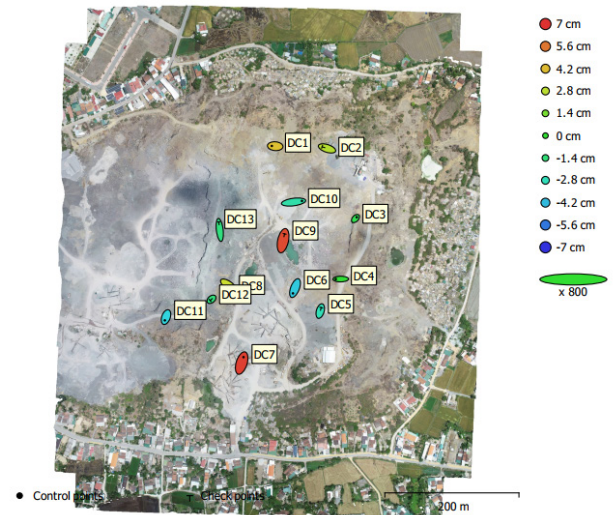 7 cm
5.6 cm
4.2 cm
2.8 cm
1.4 cm
0 cm
-1.4 cm
-2.8 cm
-4.2 cm
-5.6 cm
-7 cm
x 800
DC1
DC2
DC10
DC3
DC13
DC9
DC4
DC6
DC8
DC12
DC5
DC11
DC7
Control points
Check points
200 m